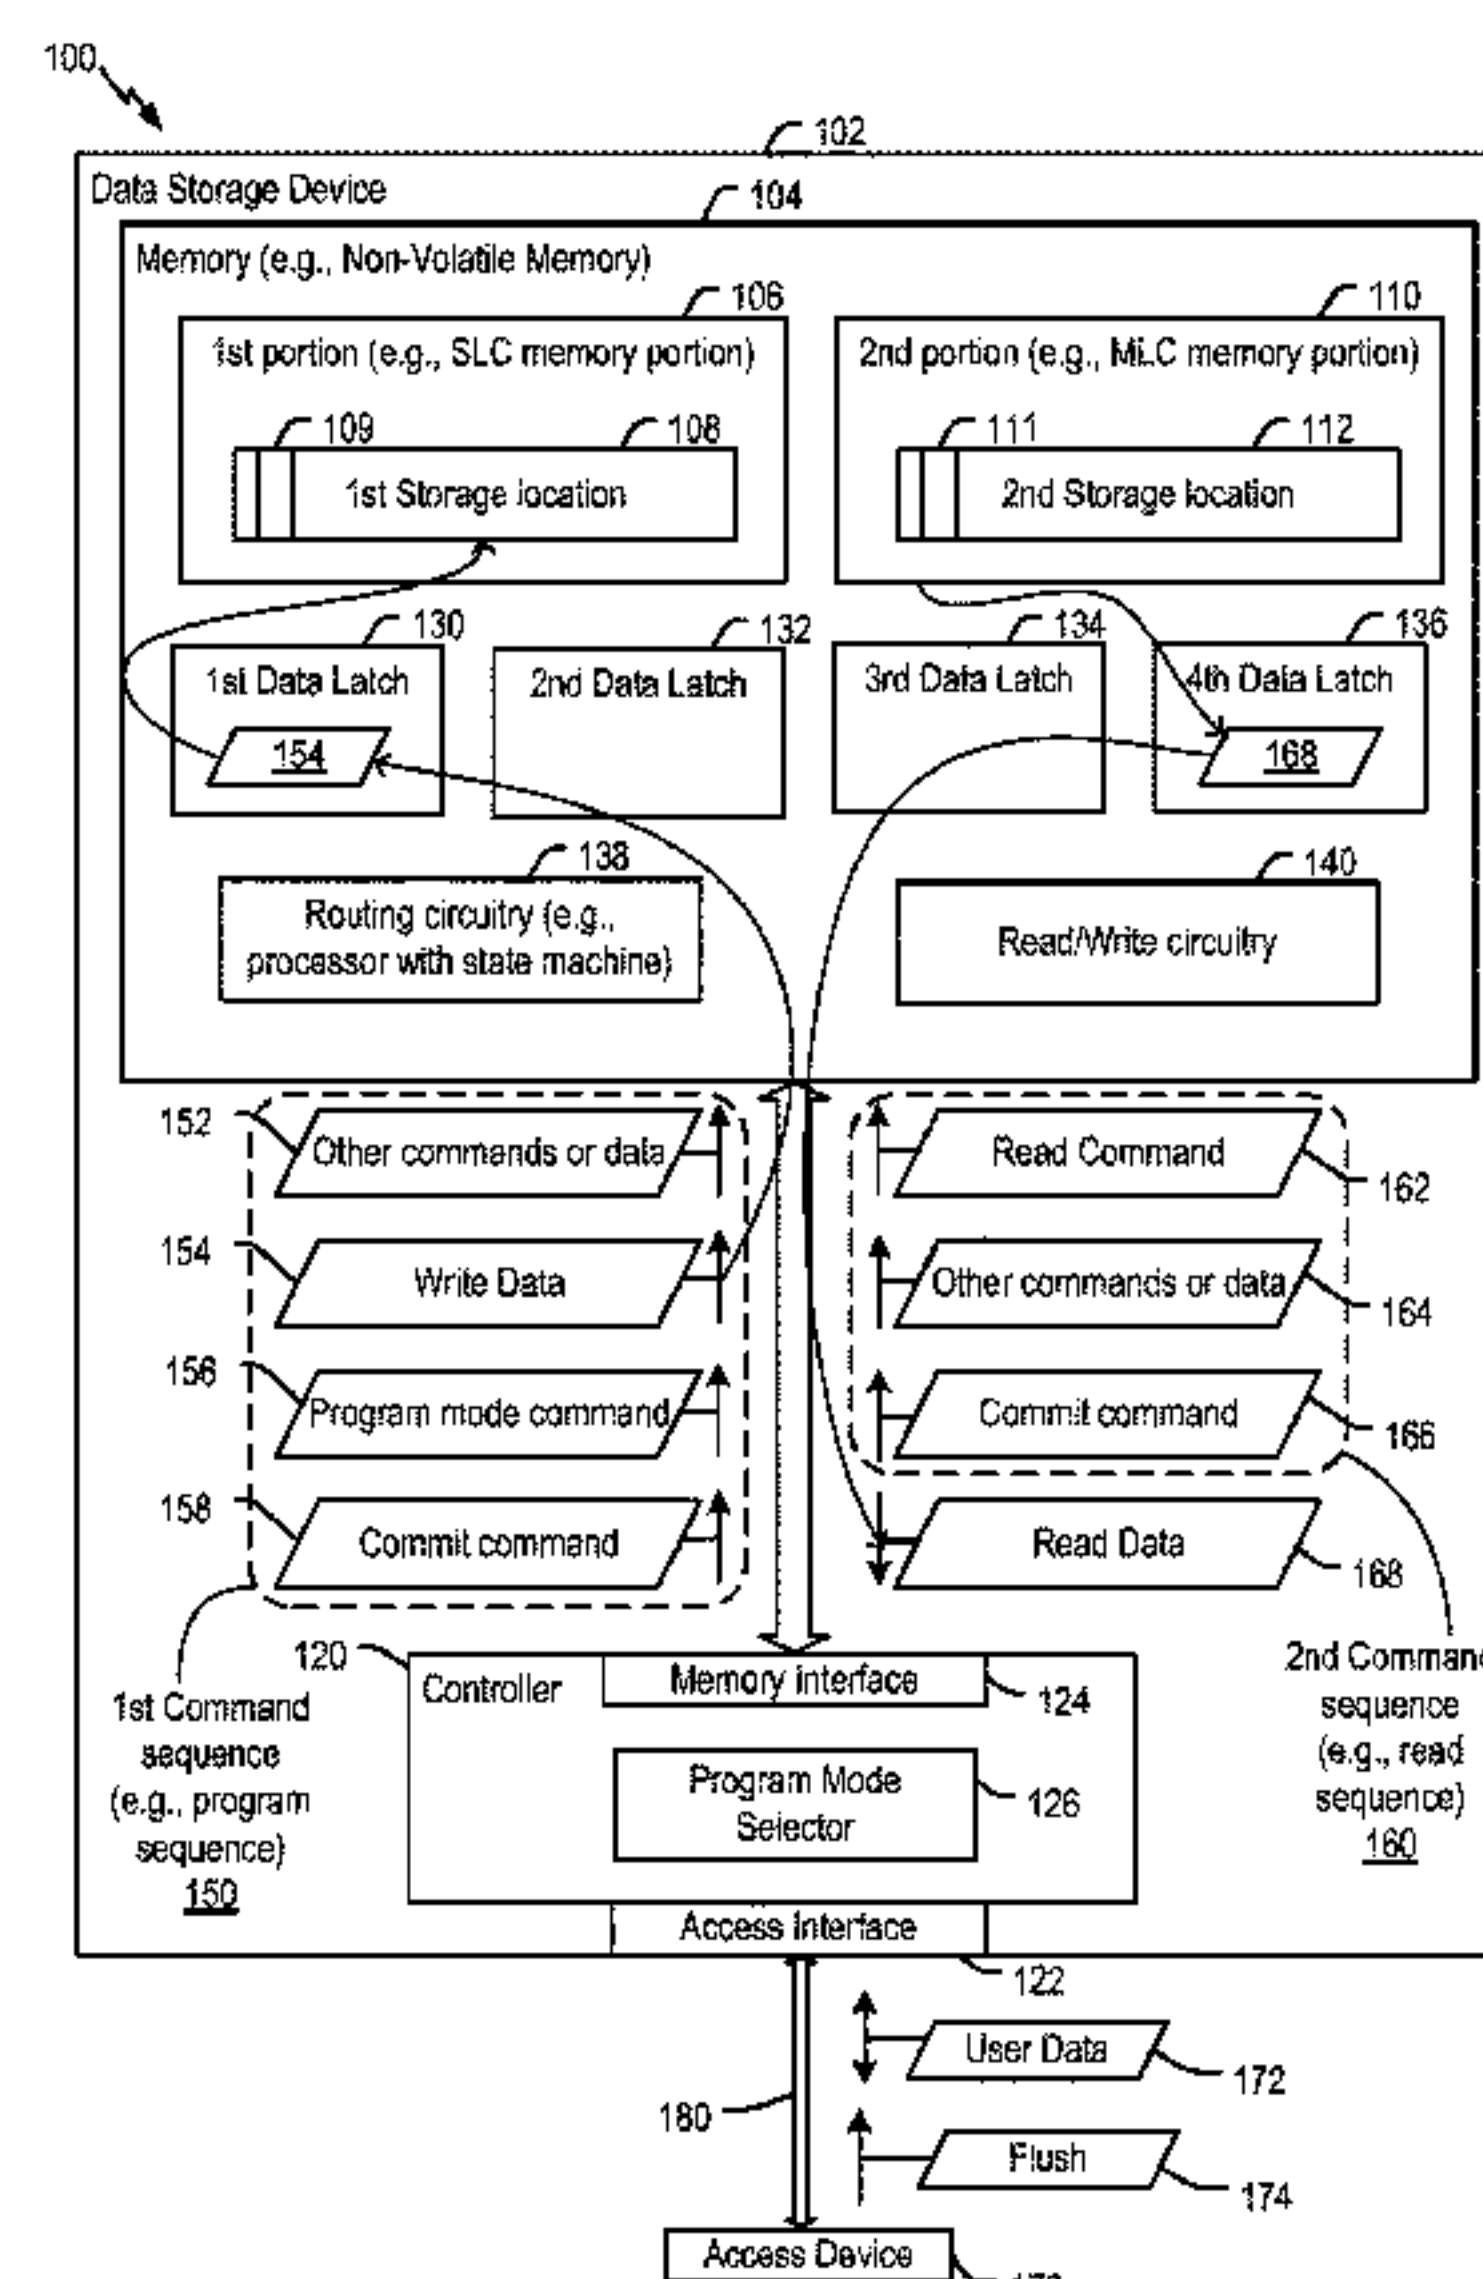 100
102
Data Storage Device
104
Memory (e.g., Non-Volatile Memory)
106
110
1st portion (e.g., SLC memory portion)
2nd portion (e.g., MLC memory portion)
109
108
111
112
1st Storage location
2nd Storage location
130
132
134
136
1st Data Latch
2nd Data Latch
3rd Data Latch
4th Data Latch
154
168
138
140
Routing circuitry (e.g.,
processor with state machine)
Read/Write circuitry
152
Other commands or data
Read Command
162
154
Write Data
Other commands or data
164
156
Program mode command
Commit command
166
158
Commit command
Read Data
168
120
Controller
Memory interface
124
1st Command
sequence
(e.g., program
sequence)
150
Program Mode
Selector
126
2nd Comman
sequence
(e.g., read
sequence)
160
Access Interface
122
User Data
172
180
Flush
174
Access Device